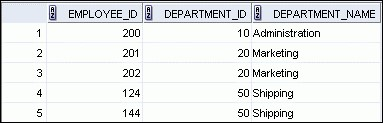 EMPLOYEE_ID DEPARTMENT_ID DEPARTMENT_NAME
1 200 10 Administration
2 201 20 Marketing
3 202 20 Marketing
4 124 50 Shipping
5 144 50 Shipping